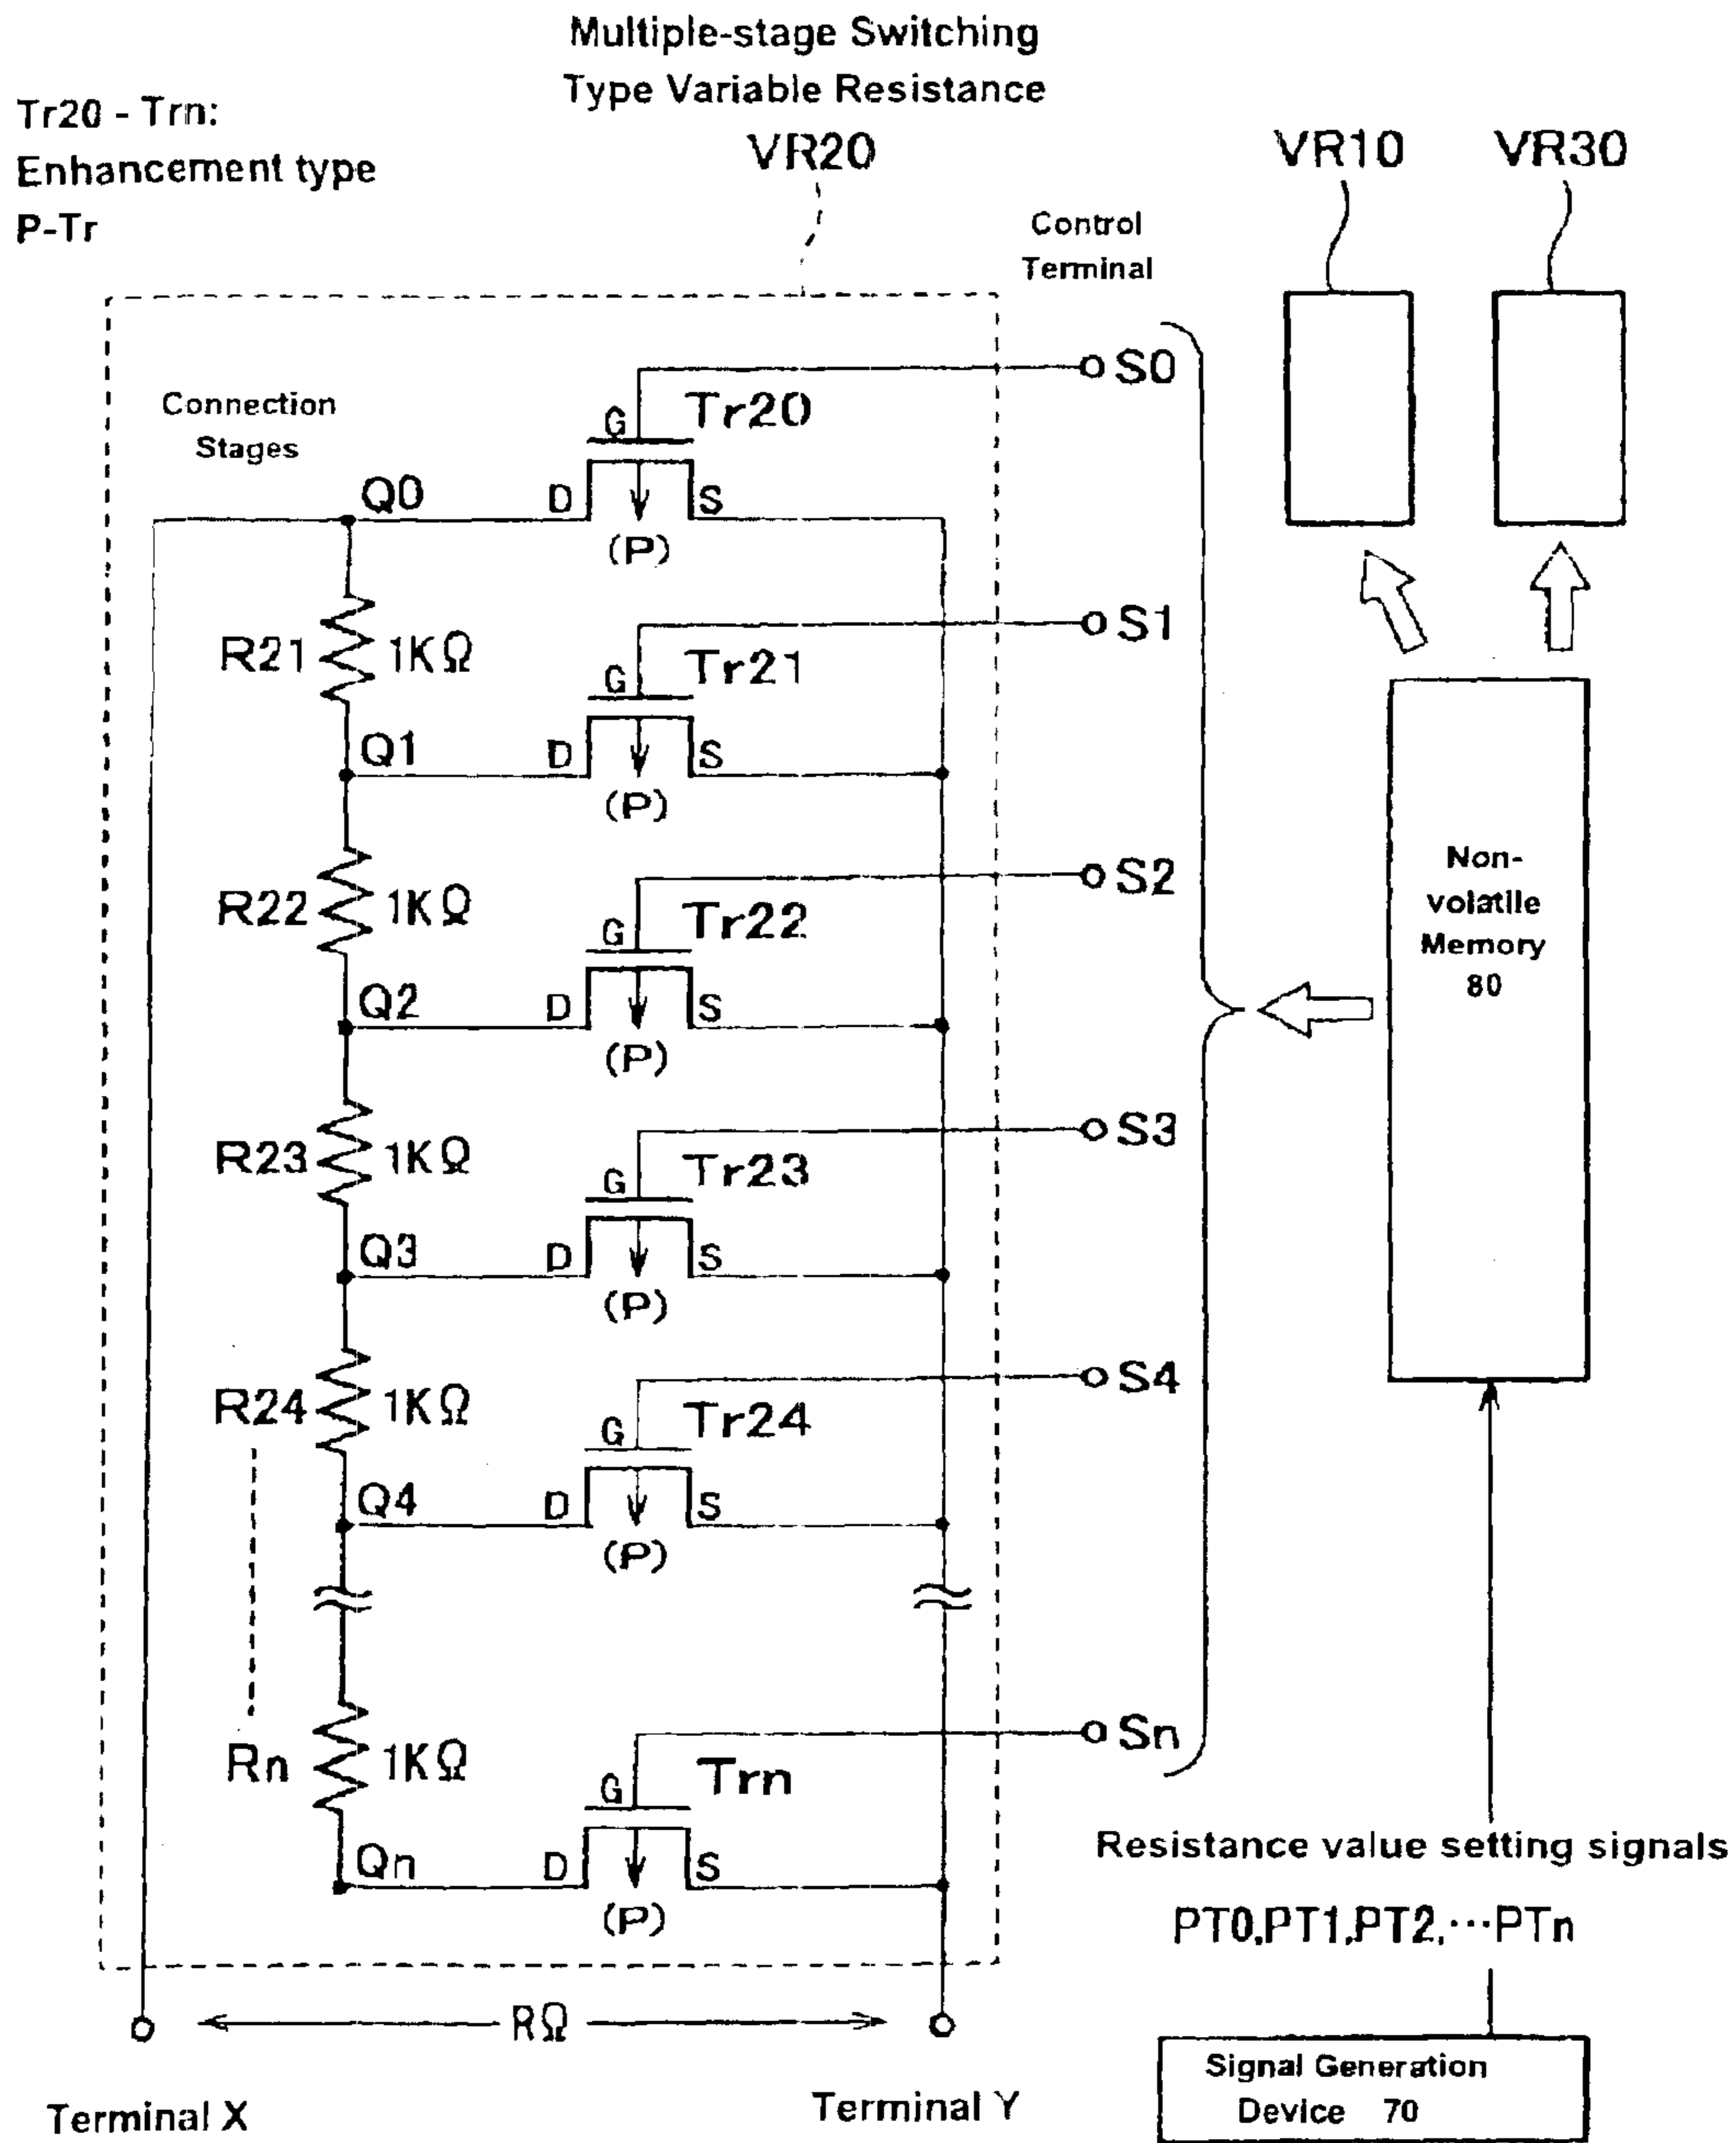 Multiple-stage Switching
Type Variable Resistance
VR20
Tr20 - Trn:
Enhancement type
P-Tr
VR10
VR30
Control
Terminal
Connection
Stages
S0
G
Tr20
Q0
D
S
(P)
R21
1KΩ
S1
G
Tr21
Q1
D
S
(P)
R22
1KΩ
S2
G
Tr22
Q2
D
S
(P)
R23
1KΩ
S3
G
Tr23
Q3
D
S
(P)
R24
1KΩ
S4
G
Tr24
Q4
D
S
(P)
Rn
1KΩ
Sn
G
Trn
Qn
D
S
(P)
Non-
volatile
Memory
80
Resistance value setting signals
PT0,PT1,PT2,⋯PTn
RΩ
Signal Generation
Device 70
Terminal X
Terminal Y